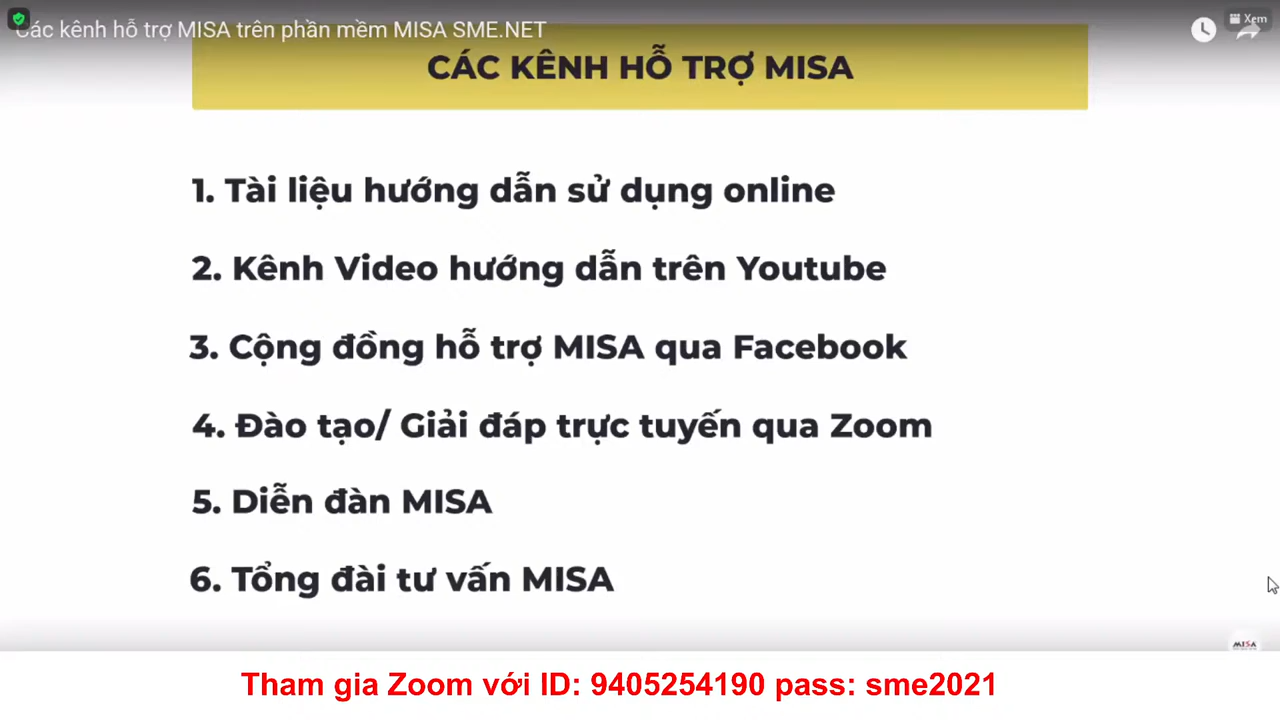 Các kênh hỗ trợ MISA trên phần mềm MISA SME.NET
Xem
CÁC KÊNH HỖ TRỢ MISA
1. Tài liệu hướng dẫn sử dụng online
2. Kênh Video hướng dẫn trên Youtube
3. Cộng đồng hỗ trợ MISA qua Facebook
4. Đào tạo/ Giải đáp trực tuyến qua Zoom
5. Diễn đàn MISA
6. Tổng đài tư vấn MISA
MISA
Tham gia Zoom với ID: 9405254190 pass: sme2021